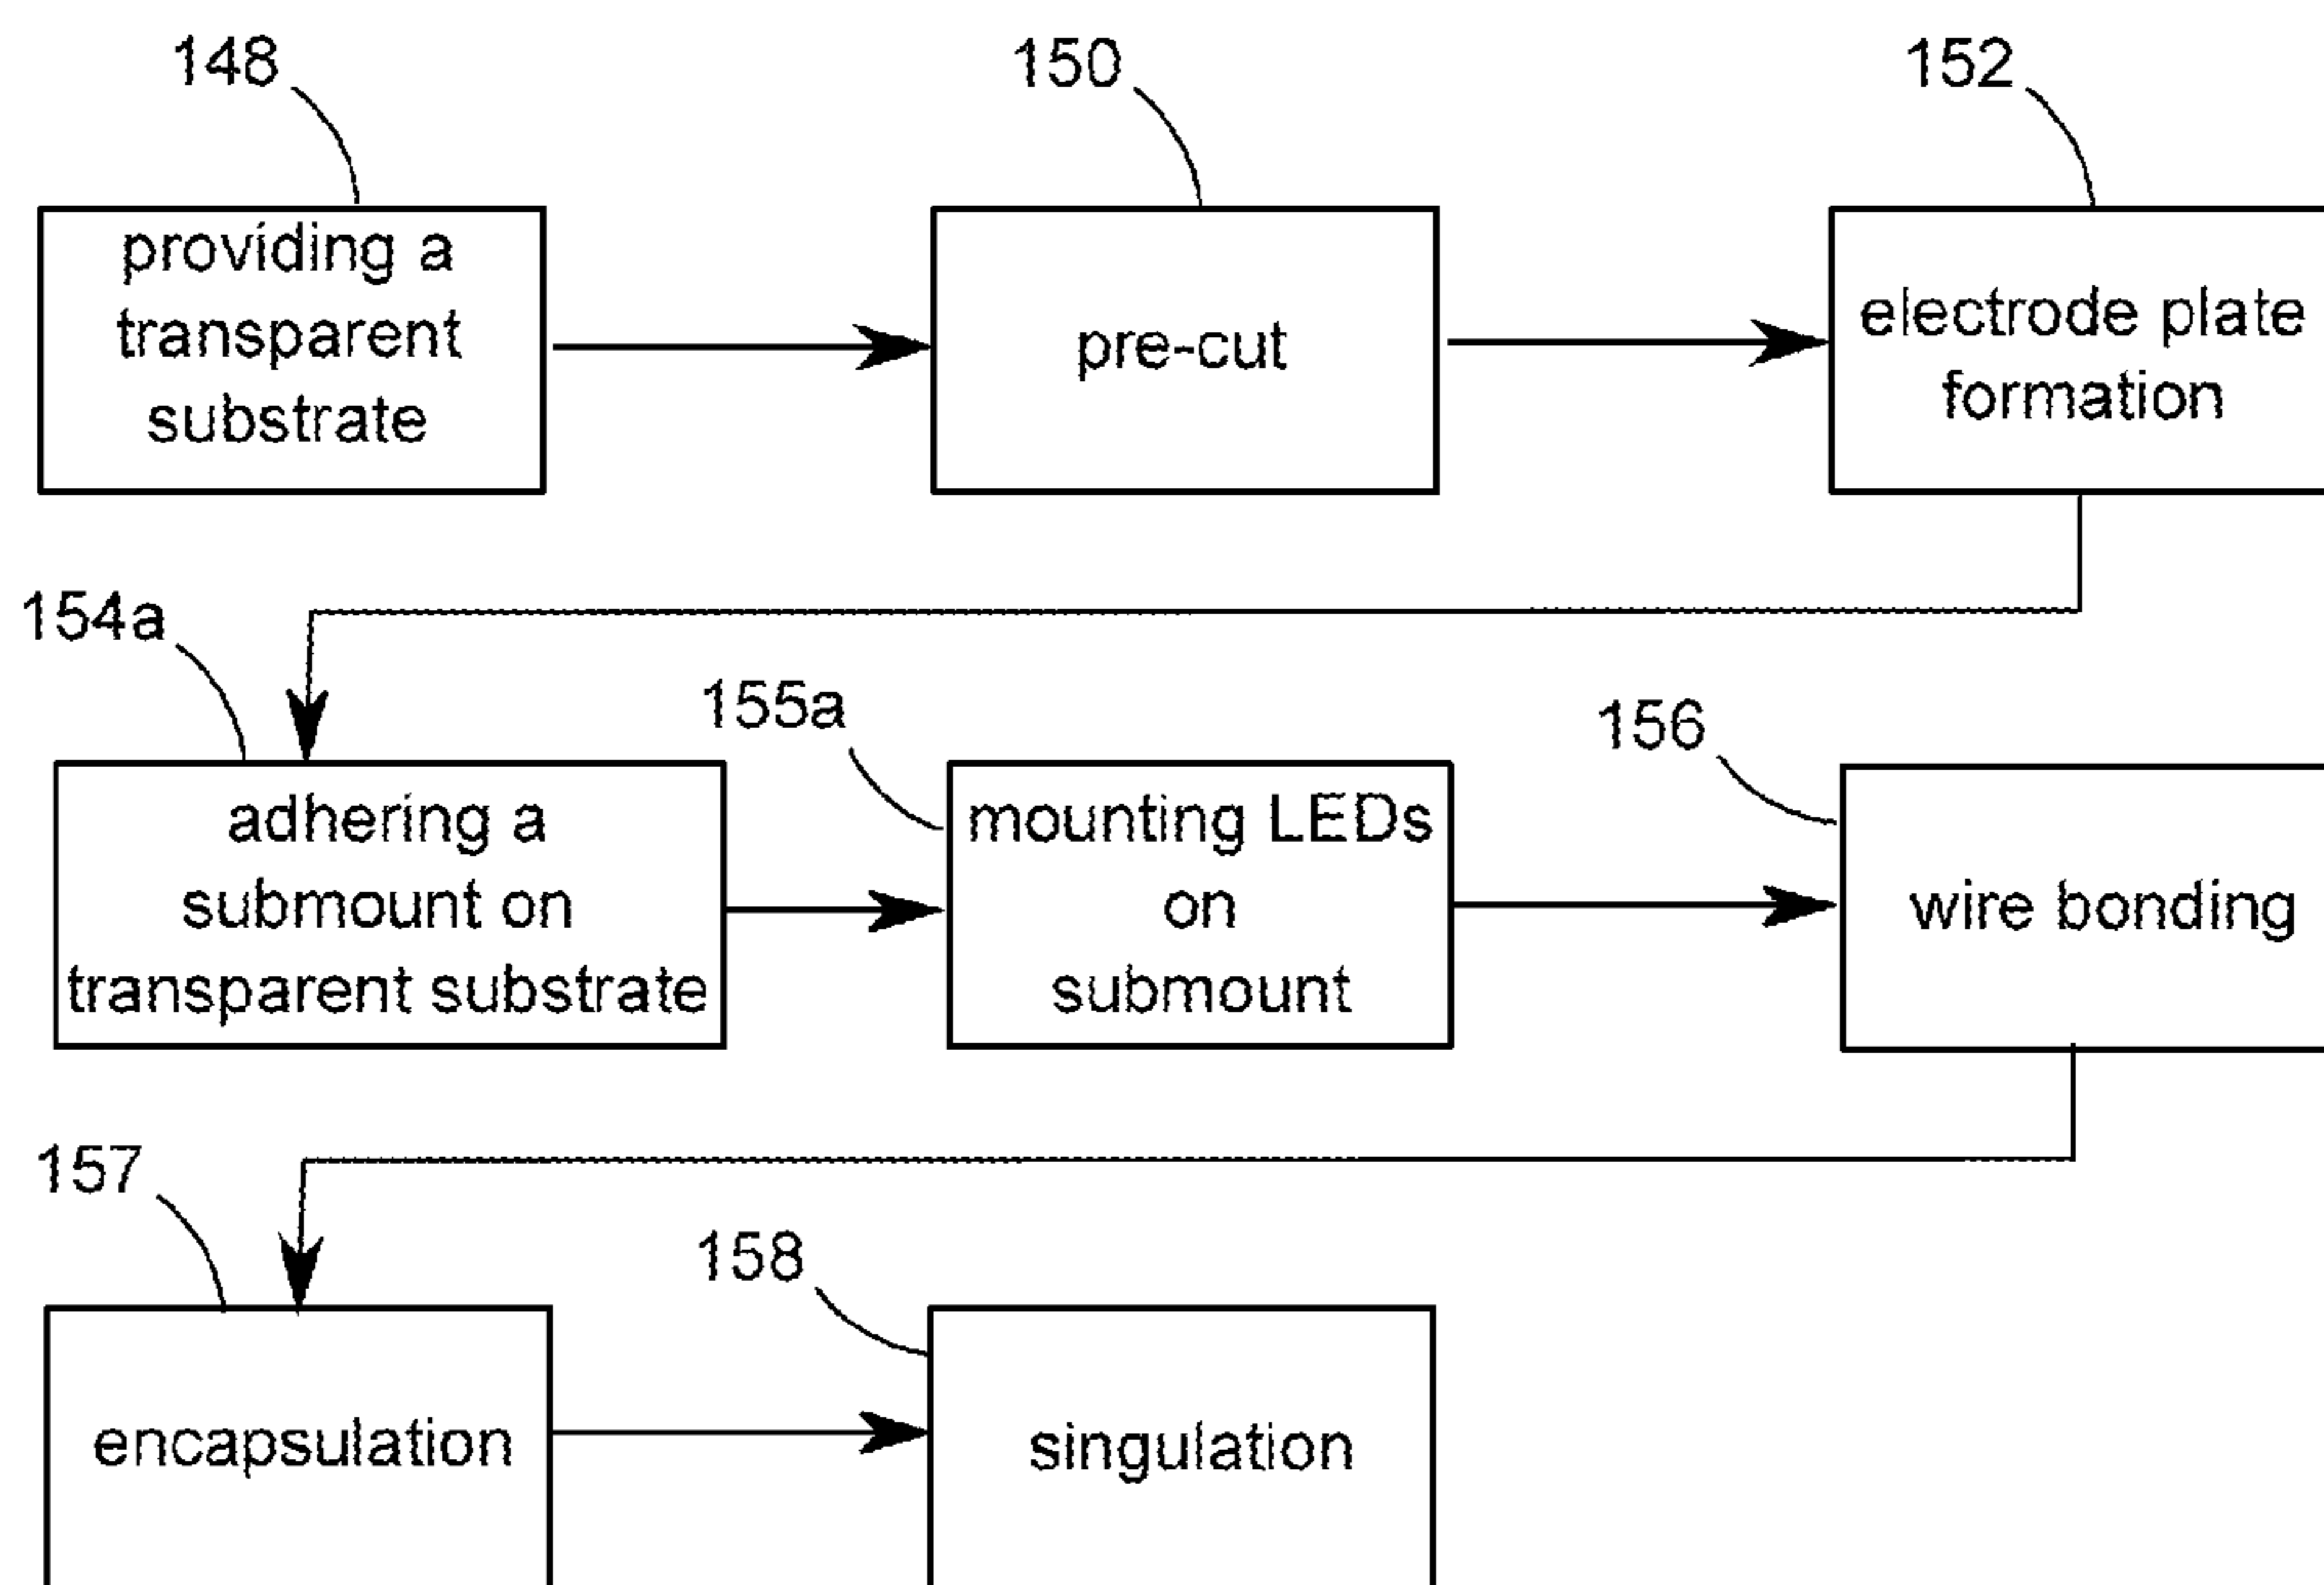 148
150
152
providing a
transparent
substrate
pre-cut
electrode plate
formation
154a
155a
156
adhering a
submount on
transparent substrate
mounting LEDs
on
submount
wire bonding
157
158
encapsulation
singulation